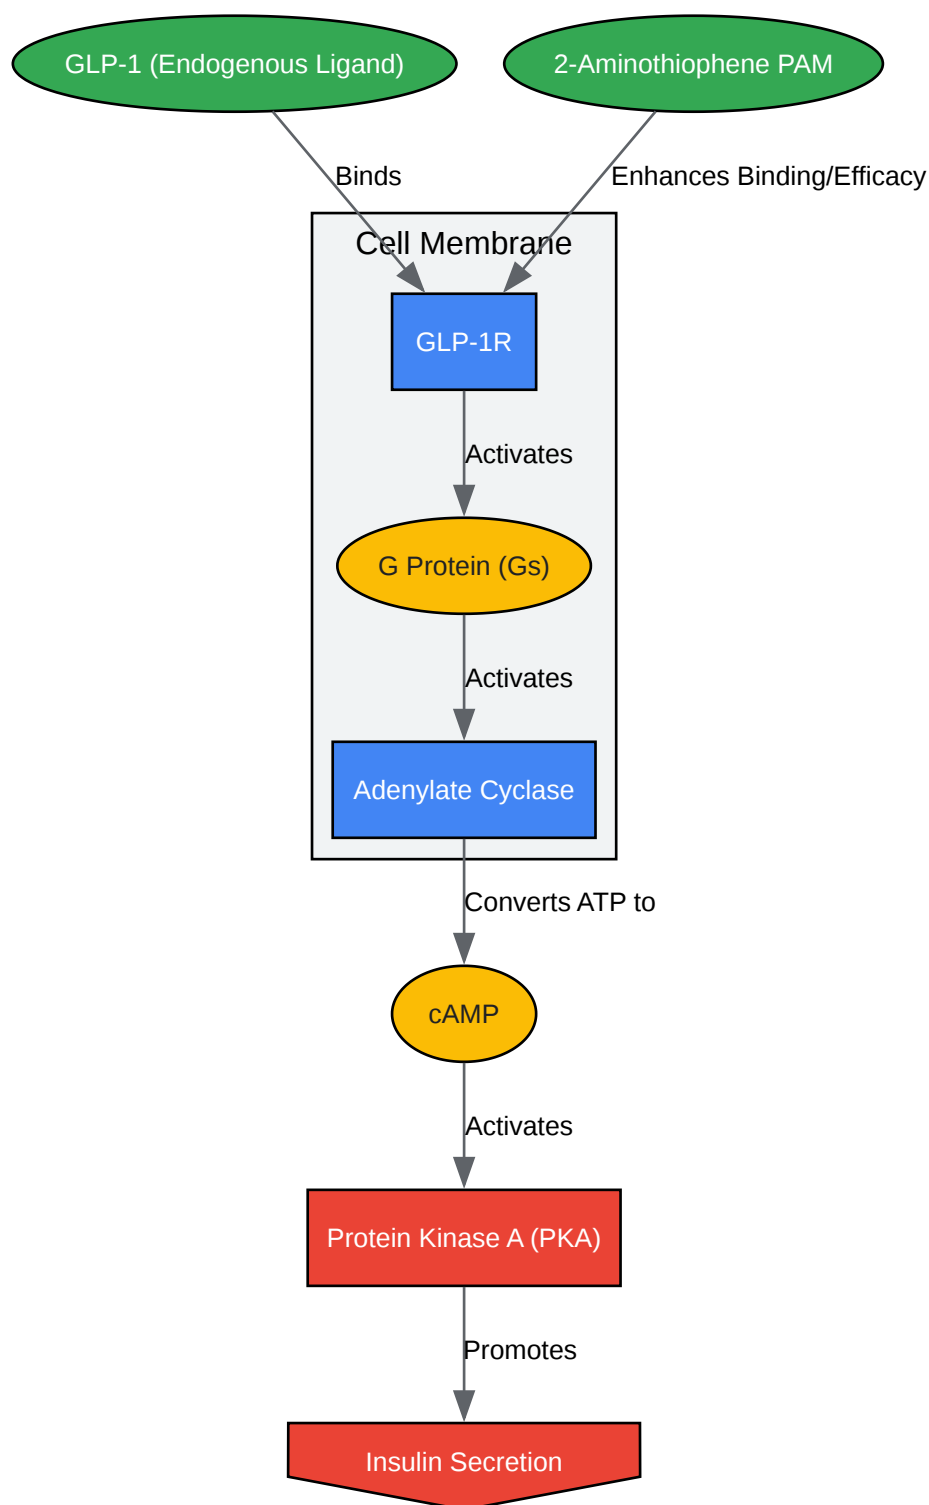 GLP-1 (Endogenous Ligand)
2-Aminothiophene PAM
Binds
Enhances Binding/Efficacy
Cell Membrane
GLP-1R
Activates
G Protein (Gs)
Activates
Adenylate Cyclase
Converts ATP to
cAMP
Activates
Protein Kinase A (PKA)
Promotes
Insulin Secretion